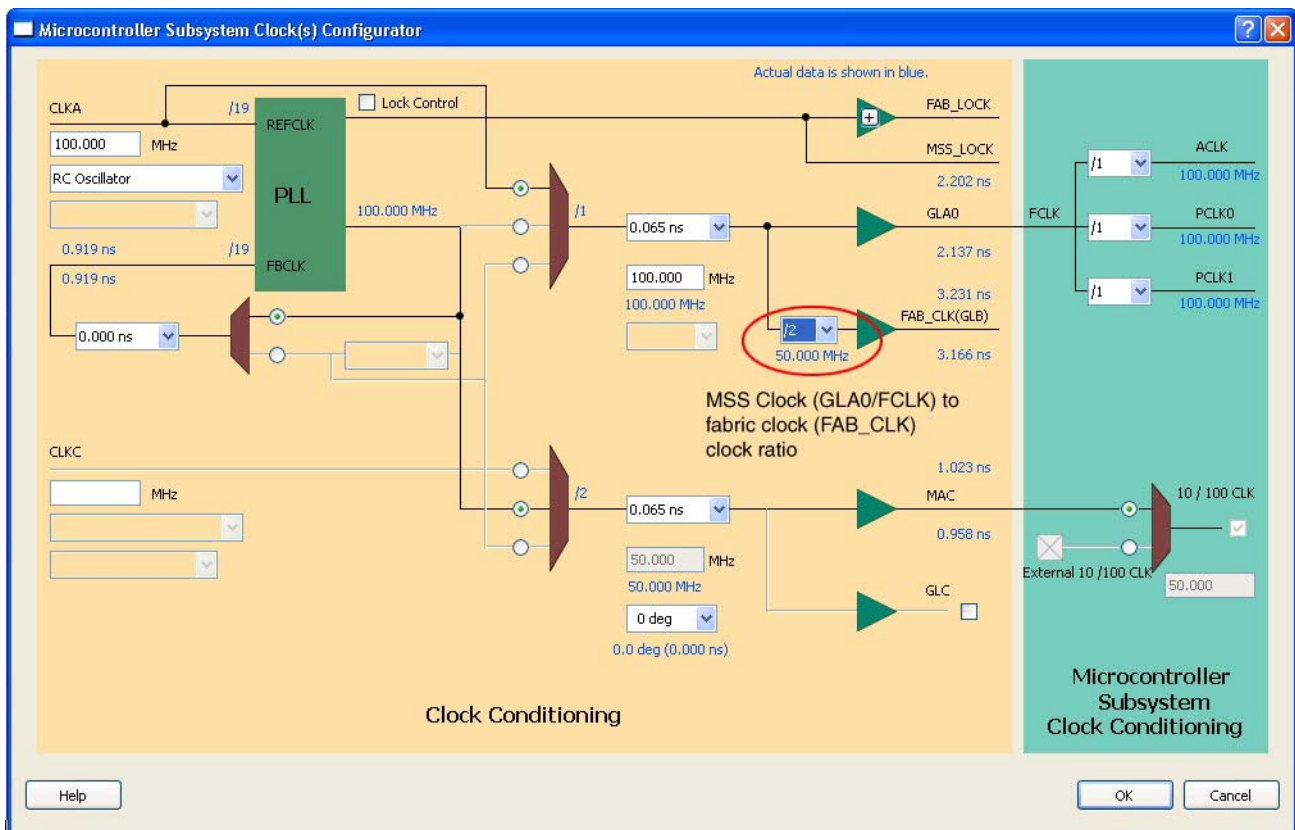 Microcontroller Subsystem Clock(s) Configurator
Actual data is shown in blue.
CLKA
/19
REFCLK
Lock Control
100.000 MHz
RC Oscillator
PLL
100.000 MHz
0.919 ns
/19
FBCLK
0.919 ns
0.000 ns
/1
0.065 ns
100.000 MHz
100.000 MHz
FAB_LOCK
MSS_LOCK
2.202 ns
GLA0
2.137 ns
3.231 ns
FAB_CLK(GLB)
/2
50.000 MHz
3.166 ns
MSS Clock (GLA0/FCLK) to
fabric clock (FAB_CLK)
clock ratio
CLKC
MHz
/2
0.065 ns
50.000 MHz
50.000 MHz
0 deg
0.0 deg (0.000 ns)
1.023 ns
MAC
0.958 ns
GLC
Clock Conditioning
FCLK
/1
ACLK
100.000 MHz
/1
PCLK0
100.000 MHz
/1
PCLK1
100.000 MHz
10 / 100 CLK
External 10 /100 CLK
50.000
Microcontroller
Subsystem
Clock Conditioning
Help
OK
Cancel